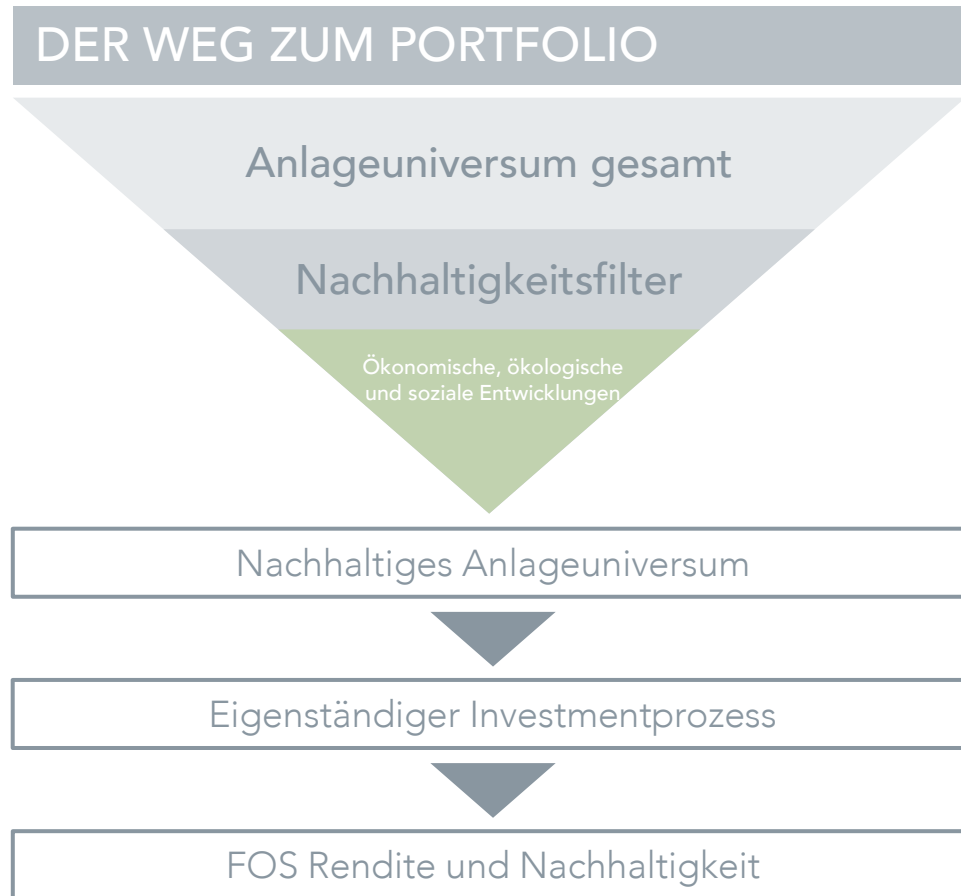 DER WEG ZUM PORTFOLIO
Anlageuniversum gesamt
Nachhaltigkeitsfilter
Ökonomische, ökologische
und soziale Entwicklungen
Nachhaltiges Anlageuniversum
Eigenständiger Investmentprozess
FOS Rendite und Nachhaltigkeit